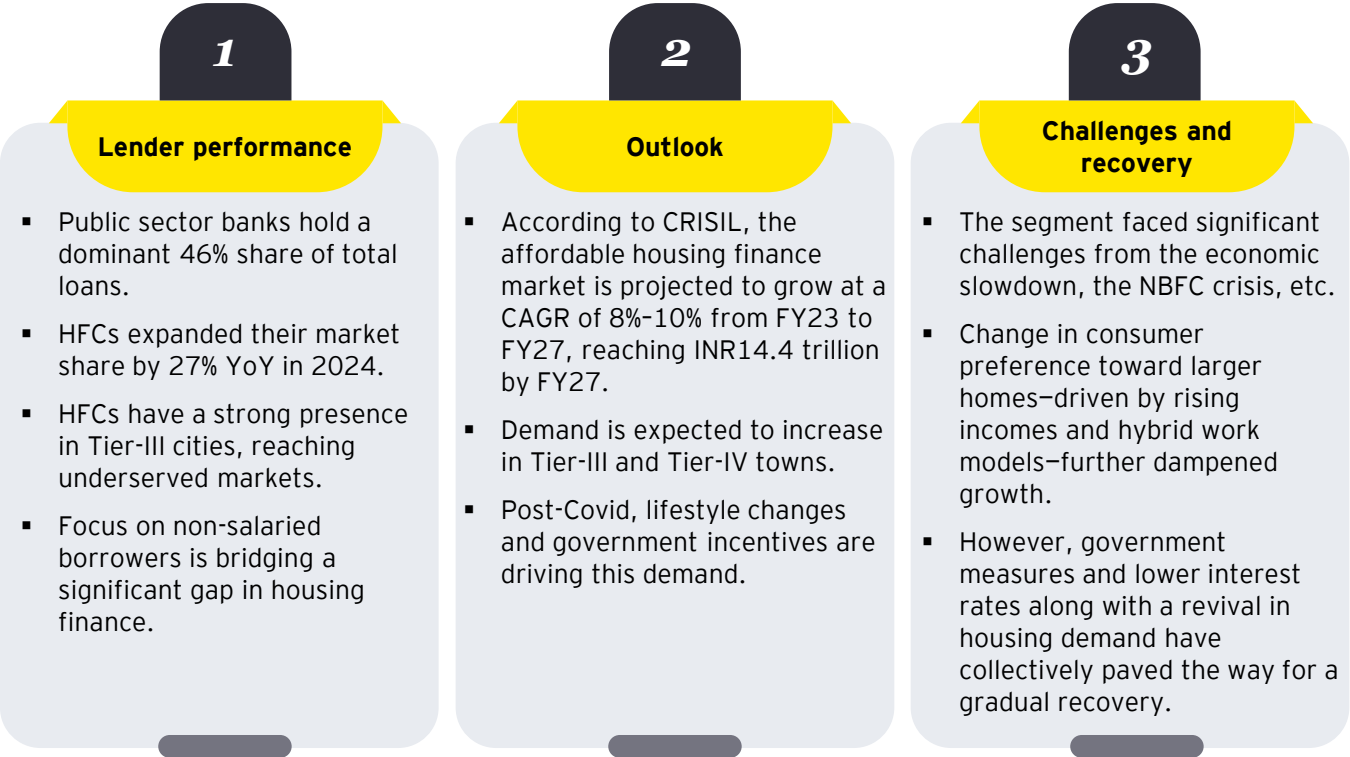 1
Lender performance
▪ Public sector banks hold a
dominant 46% share of total
loans.
▪ HFCs expanded their market
share by 27% YoY in 2024.
▪ HFCs have a strong presence
in Tier-III cities, reaching
underserved markets.
▪ Focus on non-salaried
borrowers is bridging a
significant gap in housing
finance.
2
Outlook
▪ According to CRISIL, the
affordable housing finance
market is projected to grow at a
CAGR of 8%–10% from FY23 to
FY27, reaching INR14.4 trillion
by FY27.
▪ Demand is expected to increase
in Tier-III and Tier-IV towns.
▪ Post-Covid, lifestyle changes
and government incentives are
driving this demand.
3
Challenges and
recovery
▪ The segment faced significant
challenges from the economic
slowdown, the NBFC crisis, etc.
▪ Change in consumer
preference toward larger
homes—driven by rising
incomes and hybrid work
models—further dampened
growth.
▪ However, government
measures and lower interest
rates along with a revival in
housing demand have
collectively paved the way for a
gradual recovery.